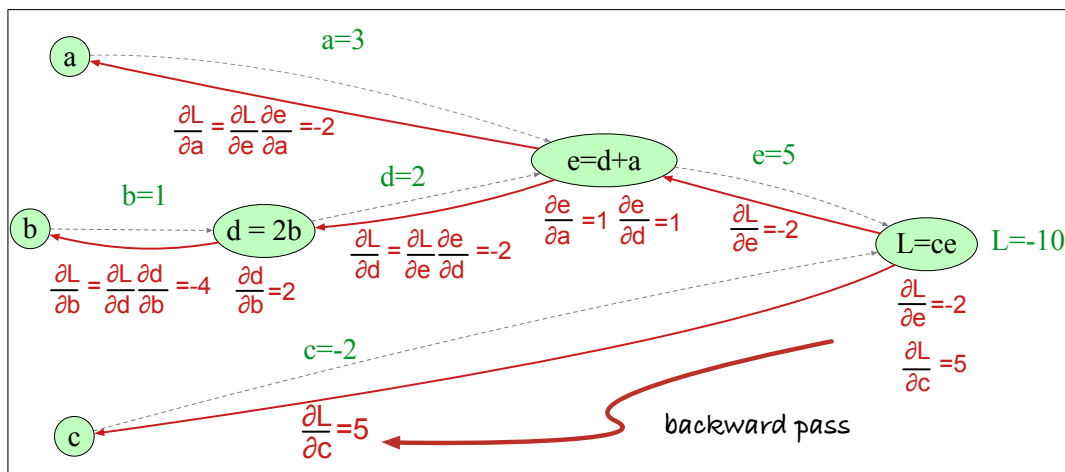 a=3
a
∂L/∂a = ∂L/∂e ∂e/∂a =-2
e=d+a
e=5
d=2
b=1
b
d = 2b
∂e/∂a =1 ∂e/∂d =1
∂L/∂e =-2
L=ce
L=-10
∂L/∂d = ∂L/∂e ∂e/∂d =-2
∂L/∂b = ∂L/∂d ∂d/∂b =-4
∂d/∂b =2
∂L/∂e =-2
c=-2
∂L/∂c =5
c
∂L/∂c =5
backward pass